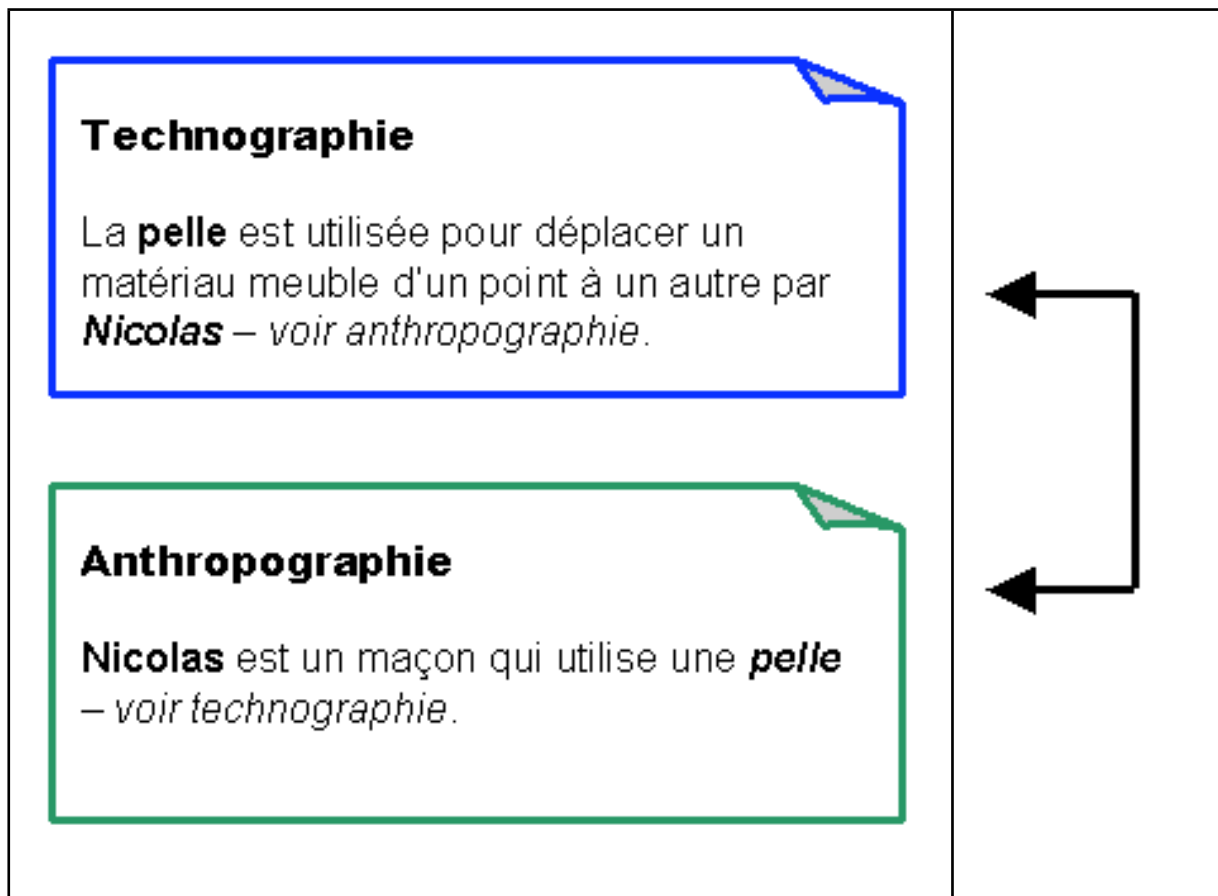 Technographie
La pelle est utilisée pour déplacer un
matériau meuble d'un point à un autre par
Nicolas – voir anthropographie.
Anthropographie
Nicolas est un maçon qui utilise une pelle
– voir technographie.